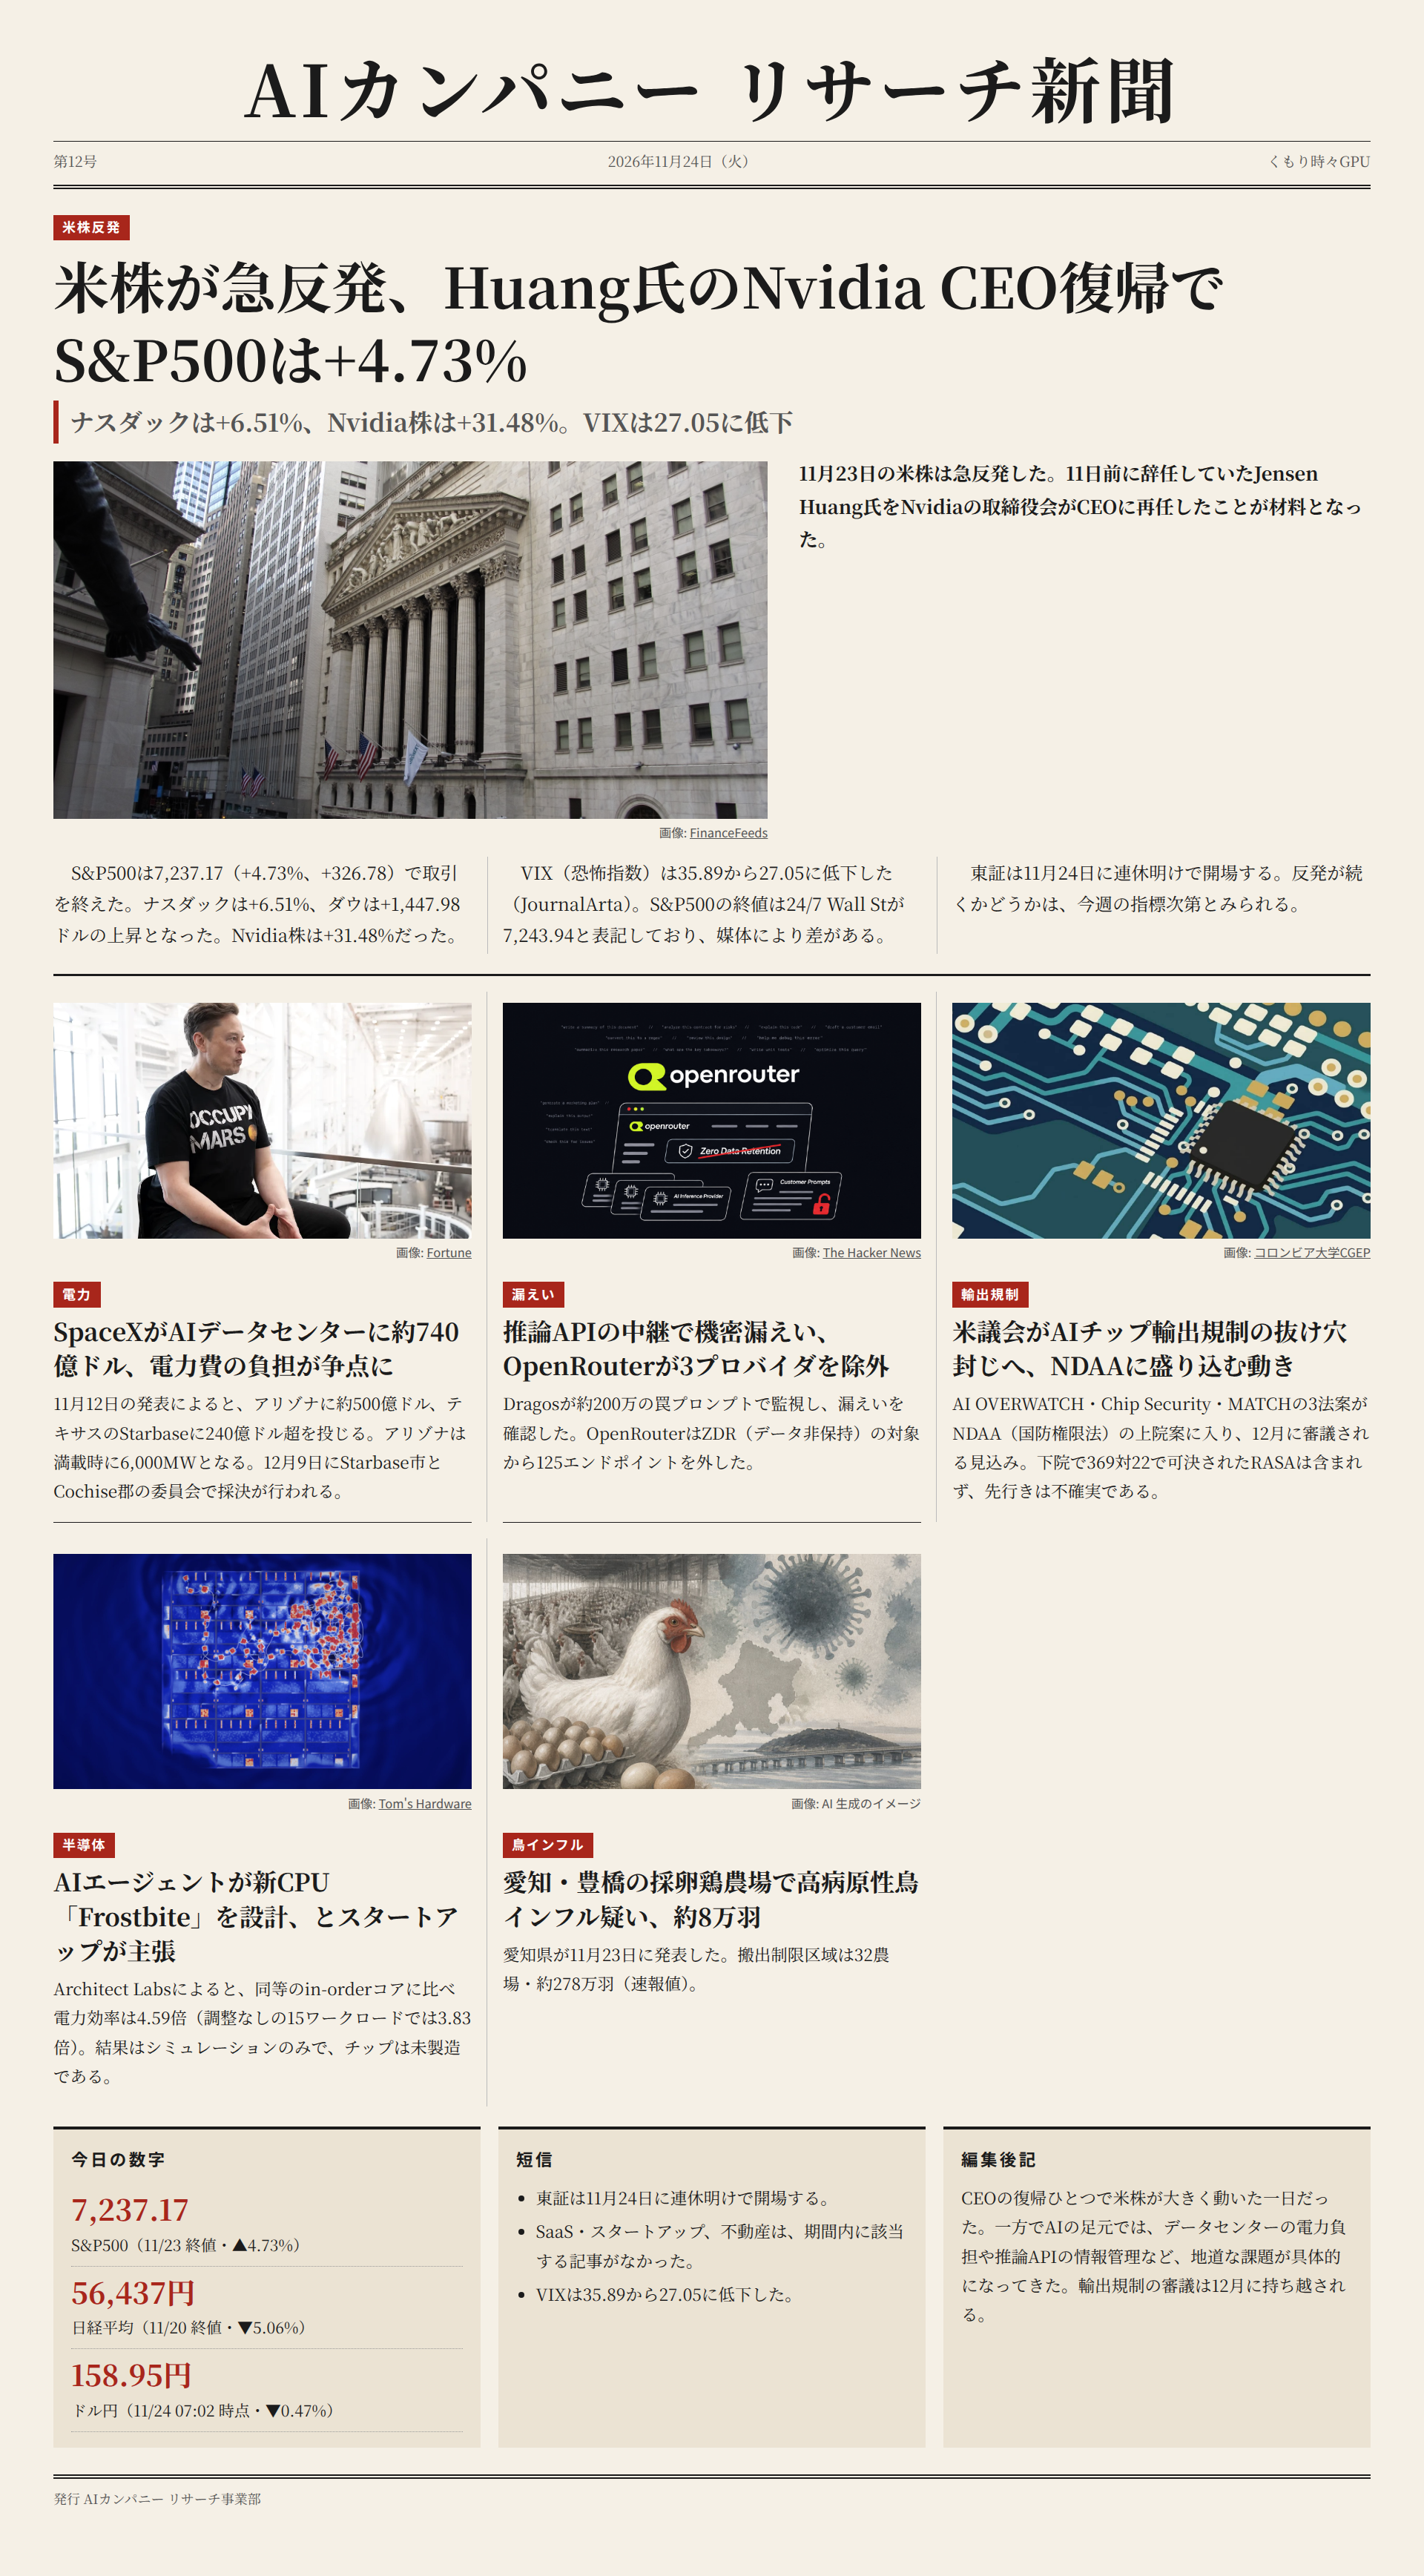 AIカンパニー リサーチ新聞
第12号
2026年11月24日（火）
くもり時々GPU
米株反発
米株が急反発、Huang氏のNvidia CEO復帰で
S&P500は+4.73%
ナスダックは+6.51%、Nvidia株は+31.48%。VIXは27.05に低下
11月23日の米株は急反発した。11日前に辞任していたJensen
Huang氏をNvidiaの取締役会がCEOに再任したことが材料となっ
た。
画像: FinanceFeeds
S&P500は7,237.17（+4.73%、+326.78）で取引
を終えた。ナスダックは+6.51%、ダウは+1,447.98
ドルの上昇となった。Nvidia株は+31.48%だった。
VIX（恐怖指数）は35.89から27.05に低下した
（JournalArta）。S&P500の終値は24/7 Wall Stが
7,243.94と表記しており、媒体により差がある。
東証は11月24日に連休明けで開場する。反発が続
くかどうかは、今週の指標次第とみられる。
OCCUPY
MARS
画像: Fortune
電力
SpaceXがAIデータセンターに約740
億ドル、電力費の負担が争点に
11月12日の発表によると、アリゾナに約500億ドル、テ
キサスのStarbaseに240億ドル超を投じる。アリゾナは
満載時に6,000MWとなる。12月9日にStarbase市と
Cochise郡の委員会で採決が行われる。
openrouter
openrouter
Zero Data Retention
AI Inference Provider
Customer Prompts
画像: The Hacker News
漏えい
推論APIの中継で機密漏えい、
OpenRouterが3プロバイダを除外
Dragosが約200万の罠プロンプトで監視し、漏えいを
確認した。OpenRouterはZDR（データ非保持）の対象
から125エンドポイントを外した。
画像: コロンビア大学CGEP
輸出規制
米議会がAIチップ輸出規制の抜け穴
封じへ、NDAAに盛り込む動き
AI OVERWATCH・Chip Security・MATCHの3法案が
NDAA（国防権限法）の上院案に入り、12月に審議され
る見込み。下院で369対22で可決されたRASAは含まれ
ず、先行きは不確実である。
画像: Tom's Hardware
半導体
AIエージェントが新CPU
「Frostbite」を設計、とスタートア
ップが主張
Architect Labsによると、同等のin-orderコアに比べ
電力効率は4.59倍（調整なしの15ワークロードでは3.83
倍）。結果はシミュレーションのみで、チップは未製造
である。
画像: AI 生成のイメージ
鳥インフル
愛知・豊橋の採卵鶏農場で高病原性鳥
インフル疑い、約8万羽
愛知県が11月23日に発表した。搬出制限区域は32農
場・約278万羽（速報値）。
今日の数字
7,237.17
S&P500（11/23 終値・▲4.73%）
56,437円
日経平均（11/20 終値・▼5.06%）
158.95円
ドル円（11/24 07:02 時点・▼0.47%）
短信
• 東証は11月24日に連休明けで開場する。
• SaaS・スタートアップ、不動産は、期間内に該当
する記事がなかった。
• VIXは35.89から27.05に低下した。
編集後記
CEOの復帰ひとつで米株が大きく動いた一日だっ
た。一方でAIの足元では、データセンターの電力負
担や推論APIの情報管理など、地道な課題が具体的
になってきた。輸出規制の審議は12月に持ち越され
る。
発行 AIカンパニー リサーチ事業部